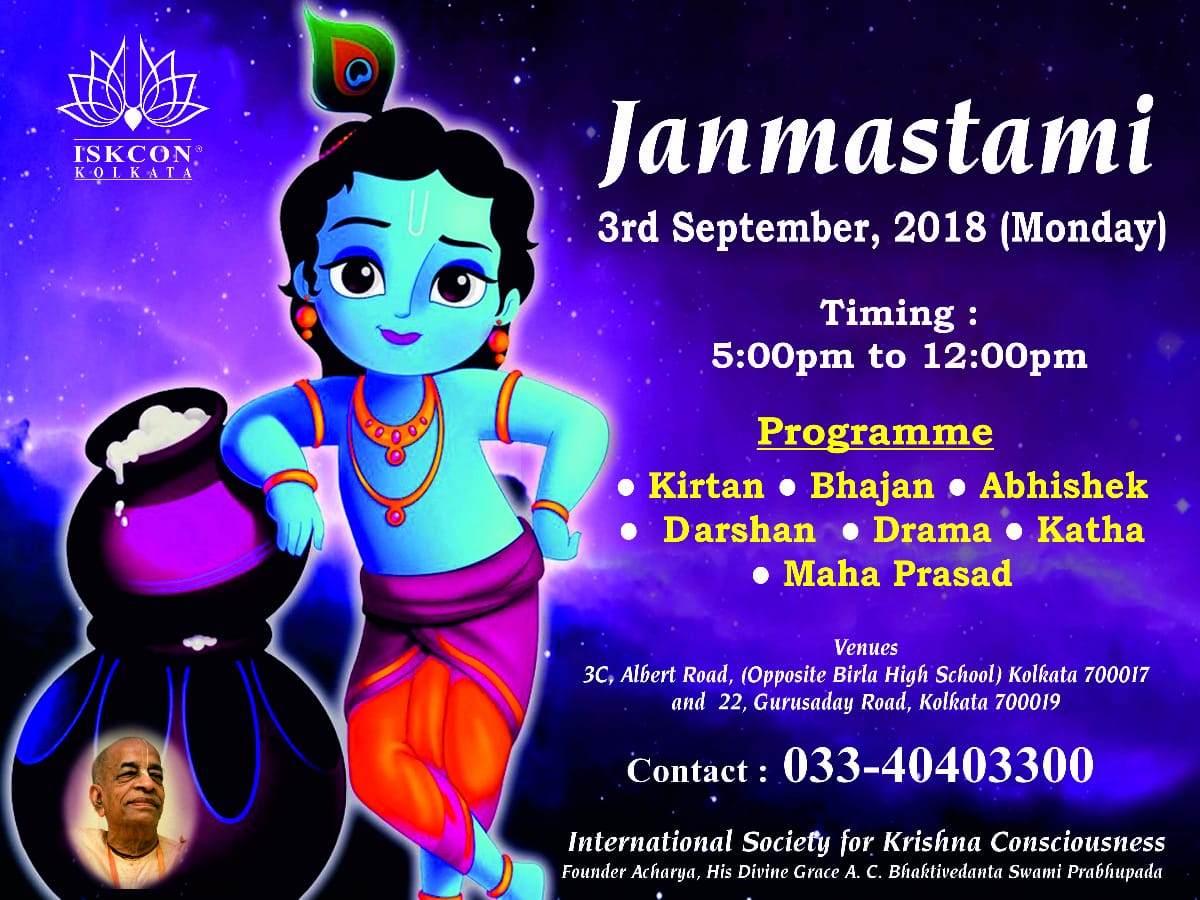 ISKCON®
KOLKATA
Janmastami
3rd September, 2018 (Monday)
Timing :
5:00pm to 12:00pm
Programme
● Kirtan ● Bhajan ● Abhishek
● Darshan ● Drama ● Katha
● Maha Prasad
Venues
3C, Albert Road, (Opposite Birla High School) Kolkata 700017
and 22, Gurusaday Road, Kolkata 700019
Contact : 033-40403300
International Society for Krishna Consciousness
Founder Acharya, His Divine Grace A. C. Bhaktivedanta Swami Prabhupada